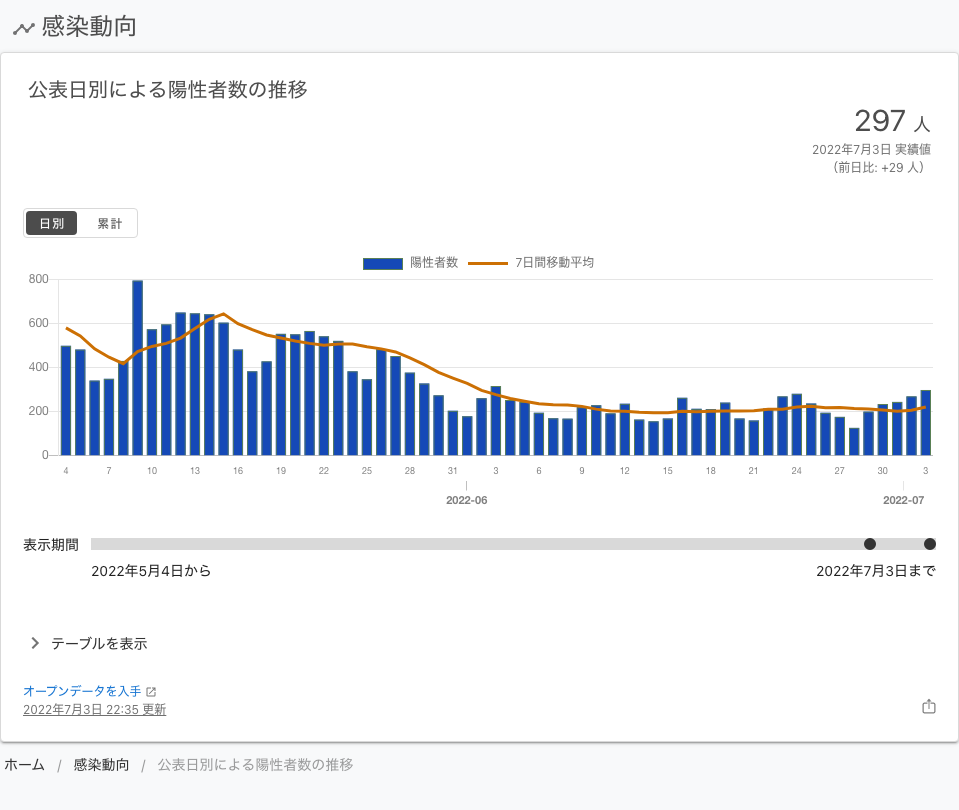 感染動向
公表日別による陽性者数の推移
297 人
2022年7月3日 実績値
（前日比: +29 人）
日別 累計
陽性者数 7日間移動平均
800
600
400
200
0
4 7 10 13 16 19 22 25 28 31 3 6 9 12 15 18 21 24 27 30 3
2022-06 2022-07
表示期間
2022年5月4日から 2022年7月3日まで
テーブルを表示
オープンデータを入手
2022年7月3日 22:35 更新
ホーム / 感染動向 / 公表日別による陽性者数の推移